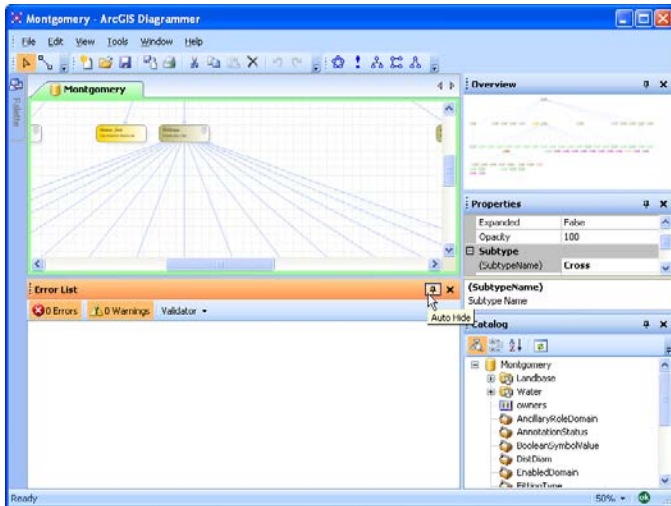 Montgomery - ArcGIS Diagrammer
File Edit View Tools Window Help
Palette
Montgomery
Overview
Properties
Expanded False
Opacity 100
Subtype
(SubtypeName) Cross
(SubtypeName)
Subtype Name
Error List
Auto Hide
0 Errors 0 Warnings Validator
Catalog
Montgomery
Landbase
Water
owners
AncillaryRoleDomain
AnnotationStatus
BooleanSymbolValue
DistDiam
EnabledDomain
FittingType
Ready
50%
ok